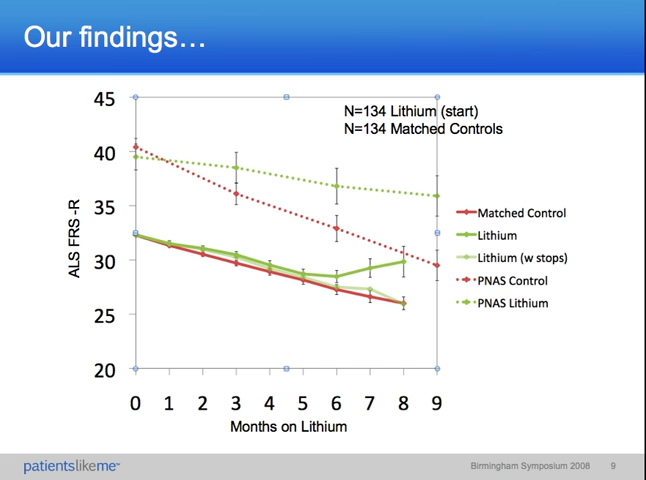 Our findings...
N=134 Lithium (start)
N=134 Matched Controls
45
40
35
30
25
20
ALS FRS -R
0 1 2 3 4 5 6 7 8 9
Months on Lithium
Matched Control
Lithium
Lithium (w stops)
PNAS Control
PNAS Lithium
patientslikeme™
Birmingham Symposium 2008 9